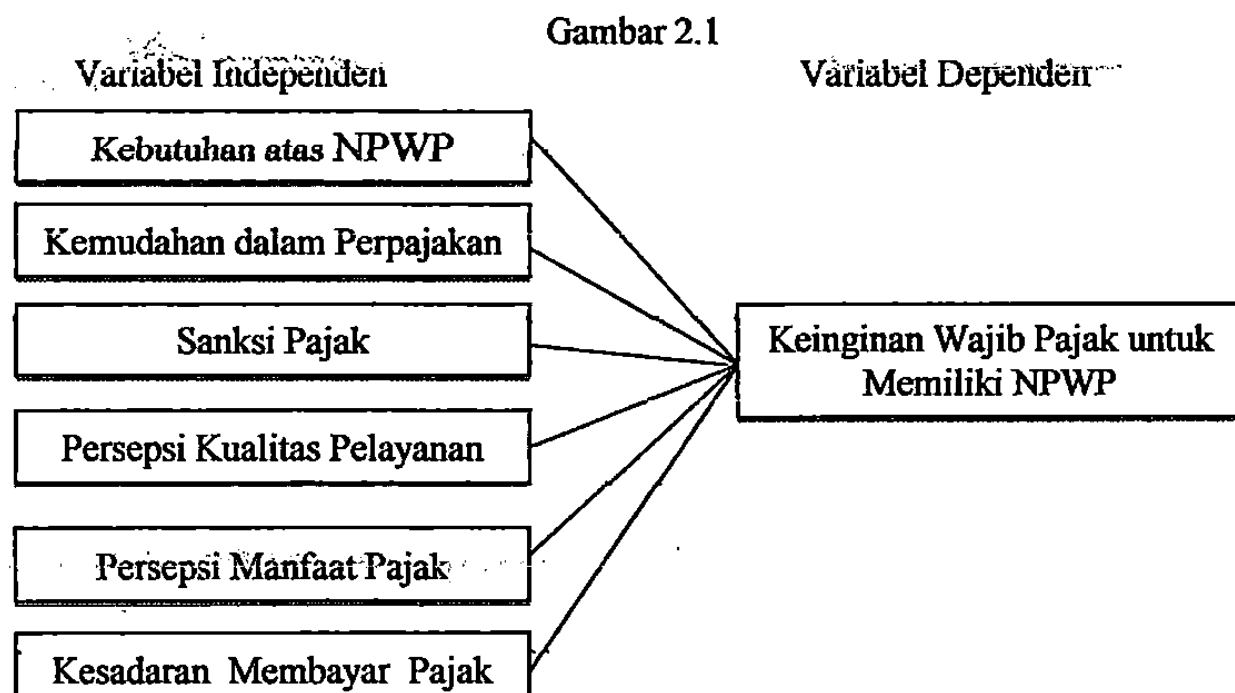 Gambar 2.1
Variabel Independen
Variabel Dependen
Kebutuhan atas NPWP
Kemudahan dalam Perpajakan
Sanksi Pajak
Persepsi Kualitas Pelayanan
Persepsi Manfaat Pajak
Kesadaran Membayar Pajak
Keinginan Wajib Pajak untuk
Memiliki NPWP